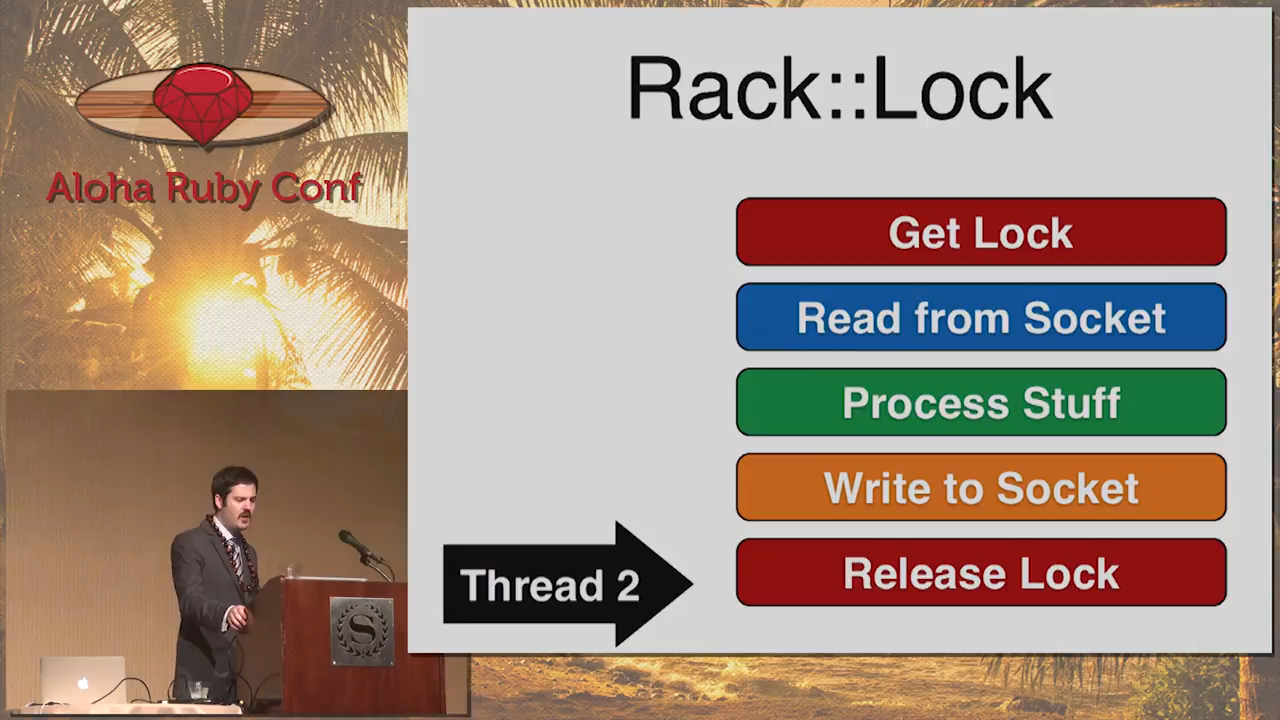 Aloha Ruby Conf
Rack::Lock
Get Lock
Read from Socket
Process Stuff
Write to Socket
Release Lock
Thread 2
S